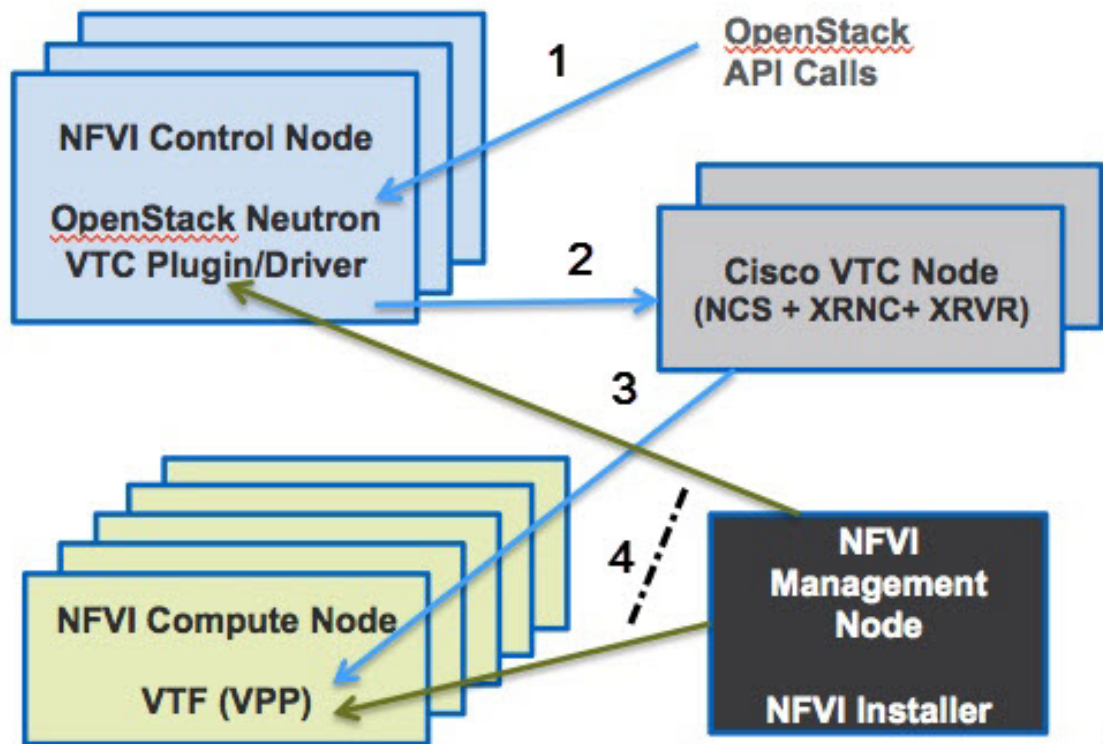 1
OpenStack
API Calls
NFVI Control Node
OpenStack Neutron
VTC Plugin/Driver
2
Cisco VTC Node
(NCS + XRNC+ XRVR)
3
4
NFVI Compute Node
VTF (VPP)
NFVI
Management
Node
NFVI Installer